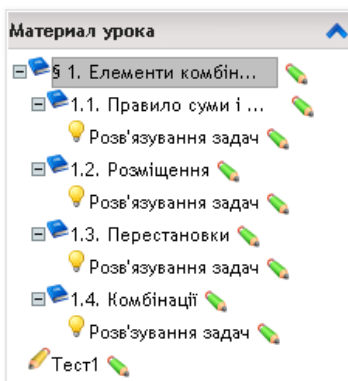 Материал урока
§ 1. Елементи комбін...
1.1. Правило суми і ...
Розв'язування задач
1.2. Розміщення
Розв'язування задач
1.3. Перестановки
Розв'язування задач
1.4. Комбінації
Розв'зування задач
Тест1